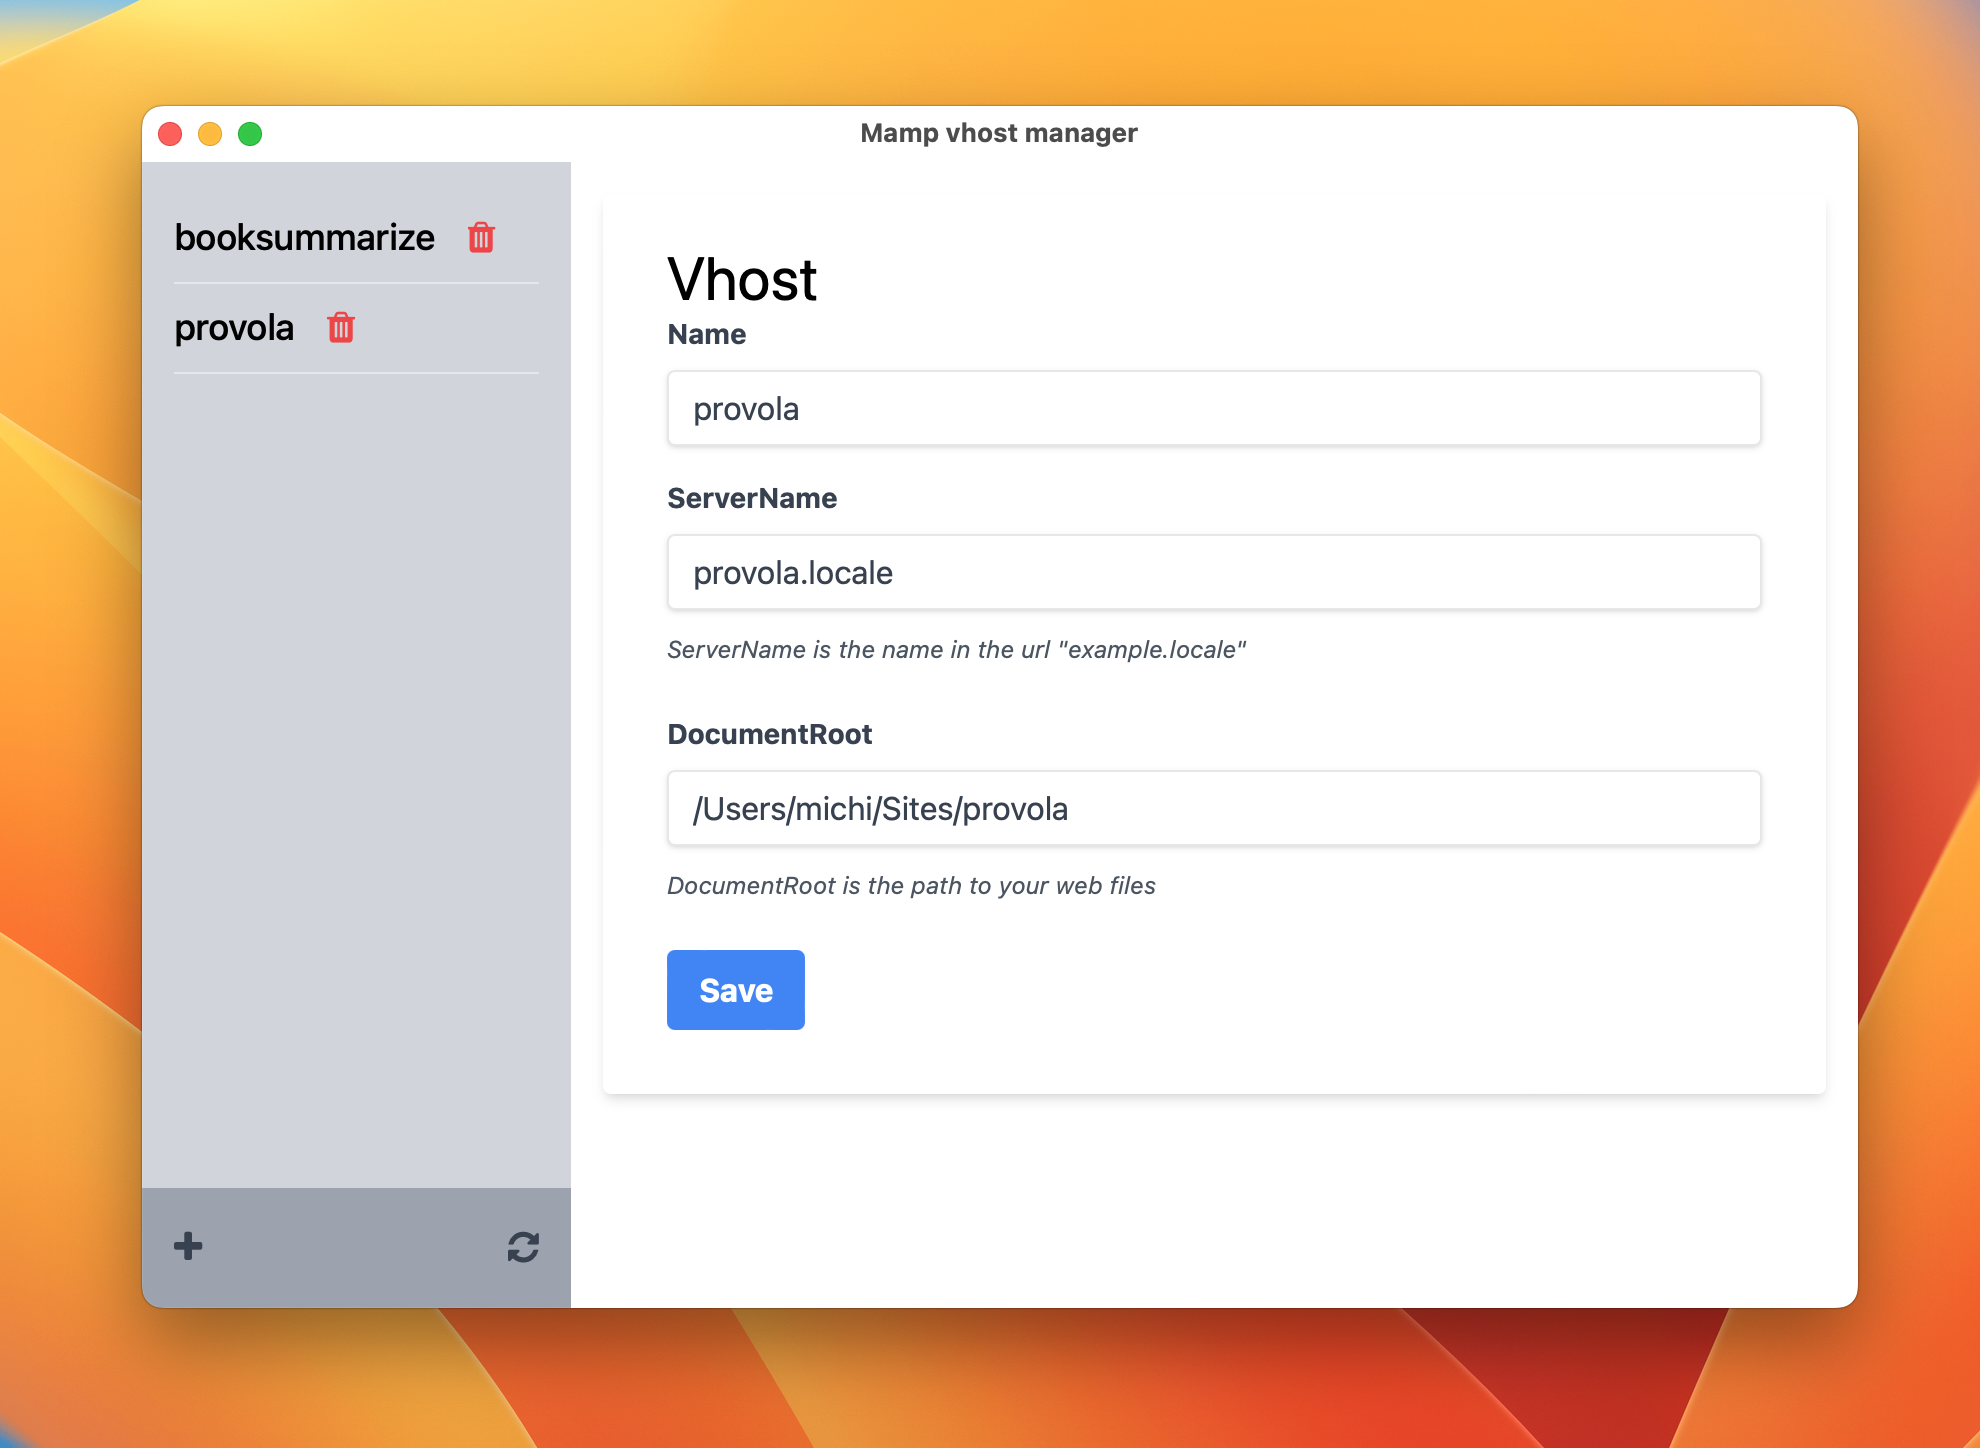 Mamp vhost manager
booksummarize
provola
Vhost
Name
provola
ServerName
provola.locale
ServerName is the name in the url "example.locale"
DocumentRoot
/Users/michi/Sites/provola
DocumentRoot is the path to your web files
Save